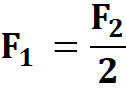 F₁ = F₂/2